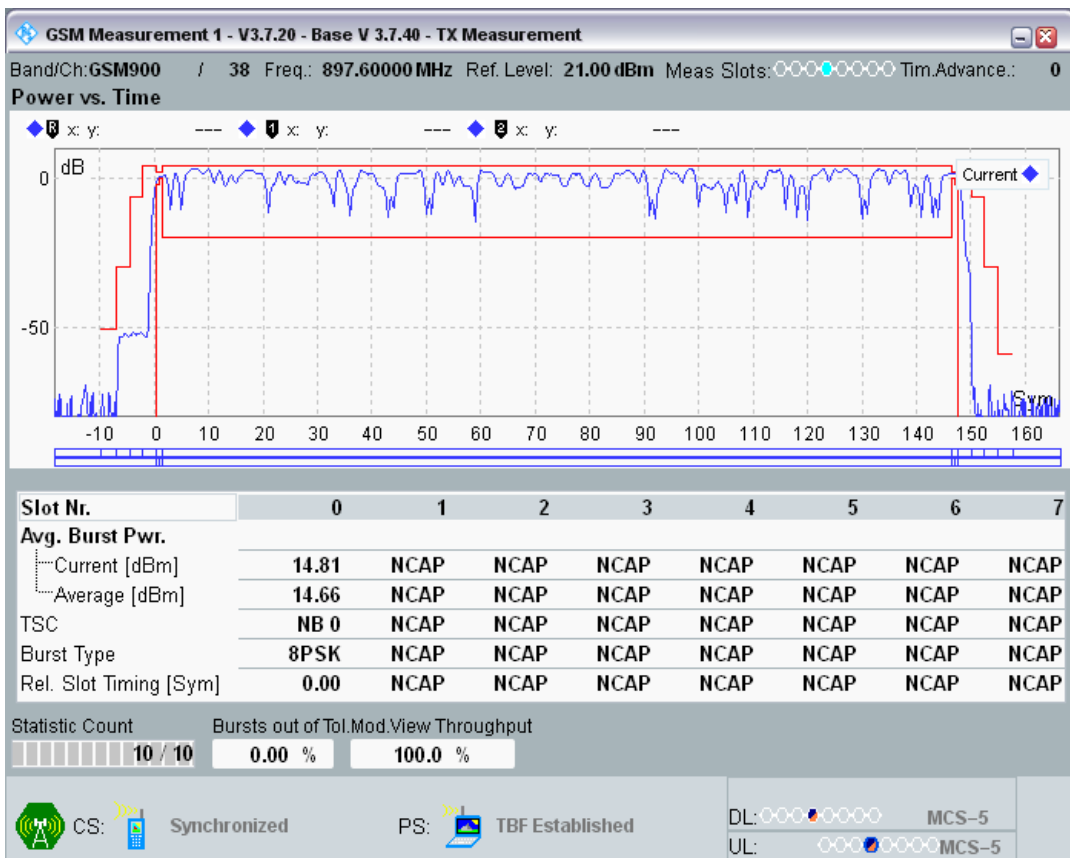 GSM Measurement 1 - V3.7.20 - Base V 3.7.40 - TX Measurement
Band/Ch:GSM900 / 38 Freq.: 897.60000 MHz Ref. Level: 21.00 dBm Meas Slots: Tim.Advance.: 0
Power vs. Time
R x: y: --- 1 x: y: --- 2 x: y: ---
dB
Current
0
-50
Sym
-10 0 10 20 30 40 50 60 70 80 90 100 110 120 130 140 150 160
Slot Nr. 0 1 2 3 4 5 6 7
Avg. Burst Pwr.
Current [dBm] 14.81 NCAP NCAP NCAP NCAP NCAP NCAP NCAP
Average [dBm] 14.66 NCAP NCAP NCAP NCAP NCAP NCAP NCAP
TSC NB 0 NCAP NCAP NCAP NCAP NCAP NCAP NCAP
Burst Type 8PSK NCAP NCAP NCAP NCAP NCAP NCAP NCAP
Rel. Slot Timing [Sym] 0.00 NCAP NCAP NCAP NCAP NCAP NCAP NCAP
Statistic Count Bursts out of Tol.Mod.View Throughput
10 / 10 0.00 % 100.0 %
CS: Synchronized PS: TBF Established
DL: MCS-5
UL: MCS-5